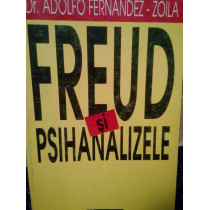 Dr. ADOLFO FERNANDEZ - ZOILA
FREUD
și
PSIHANALIZELE